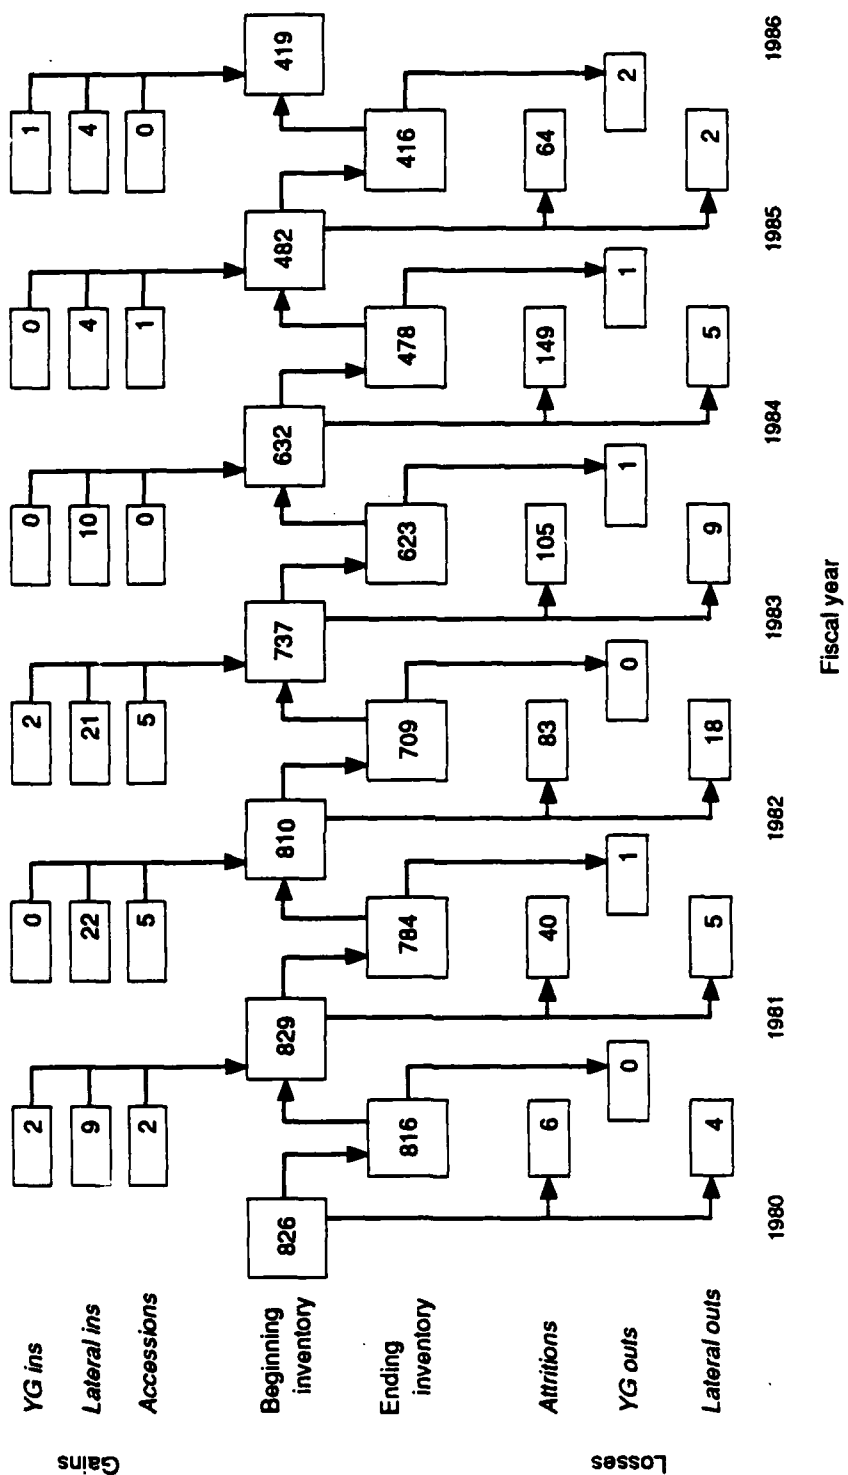 Gains
YG ins 2 0 2 0 0 1
Lateral ins 9 22 21 10 4 4
Accessions 2 5 5 0 1 0
Beginning
inventory 826 829 810 737 632 482 419
Ending
inventory 816 784 709 623 478 416
Losses
Attritions 6 40 83 105 149 64
YG outs 0 1 0 1 1 2
Lateral outs 4 5 18 9 5 2
1980 1981 1982 1983 1984 1985 1986
Fiscal year